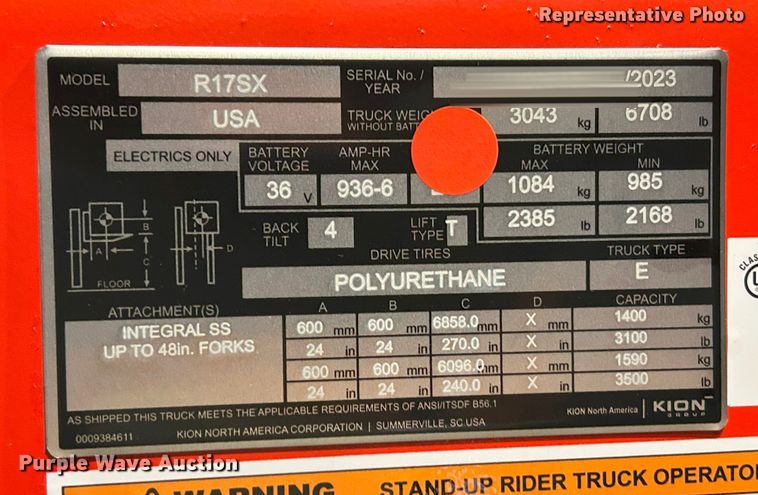 Representative Photo
MODEL R17SX SERIAL No. / YEAR /2023
ASSEMBLED IN USA TRUCK WEIGHT WITHOUT BATT 3043 kg 6708 lb
ELECTRICS ONLY BATTERY VOLTAGE AMP-HR MAX BATTERY WEIGHT
MAX MIN
36 V 936-6 1084 kg 985 kg
2385 lb 2168 lb
BACK TILT 4 LIFT TYPE T
A B C D FLOOR
DRIVE TIRES TRUCK TYPE
POLYURETHANE E
ATTACHMENT(S) A B C D CAPACITY
INTEGRAL SS 600 mm 600 mm 6858.0 mm X mm 1400 kg
UP TO 48in. FORKS 24 in 24 in 270.0 in X in 3100 lb
600 mm 600 mm 6096.0 mm X mm 1590 kg
24 in 24 in 240.0 in X in 3500 lb
AS SHIPPED THIS TRUCK MEETS THE APPLICABLE REQUIREMENTS OF ANSI/ITSDF B56.1
0009384611 KION NORTH AMERICA CORPORATION | SUMMERVILLE, SC USA
KION North America | KION GROUP
Purple Wave Auction
WARNING STAND-UP RIDER TRUCK OPERATOR